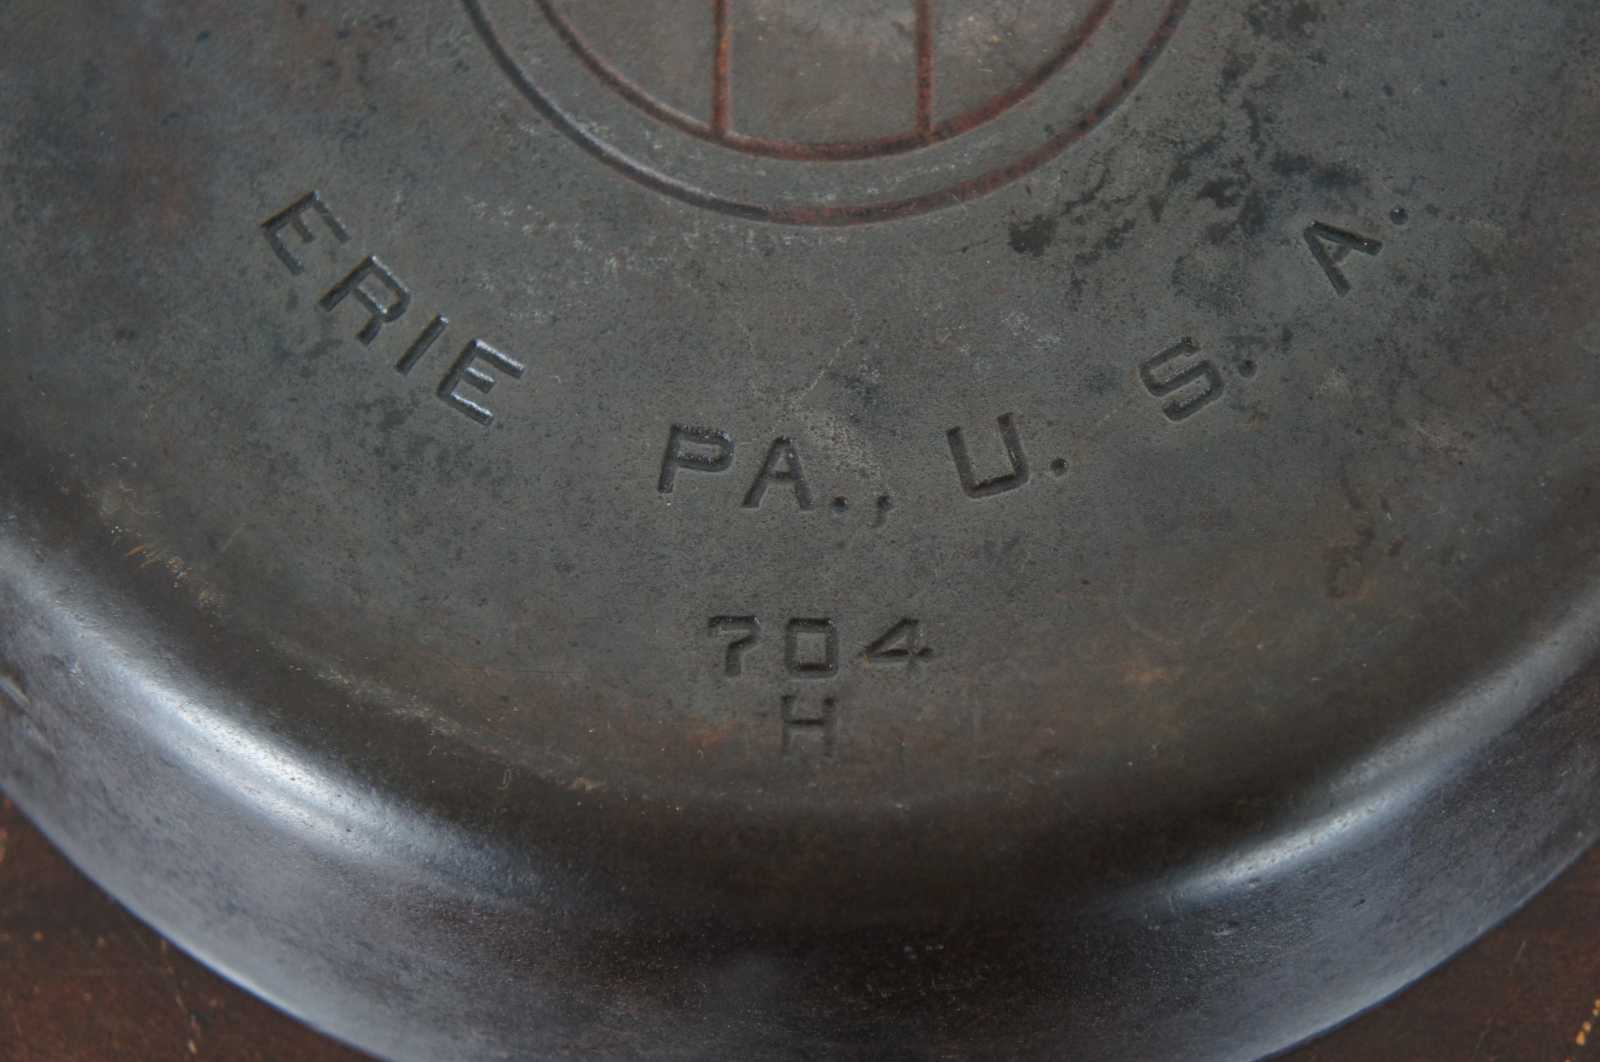 ERIE PA., U. S. A.
704
H